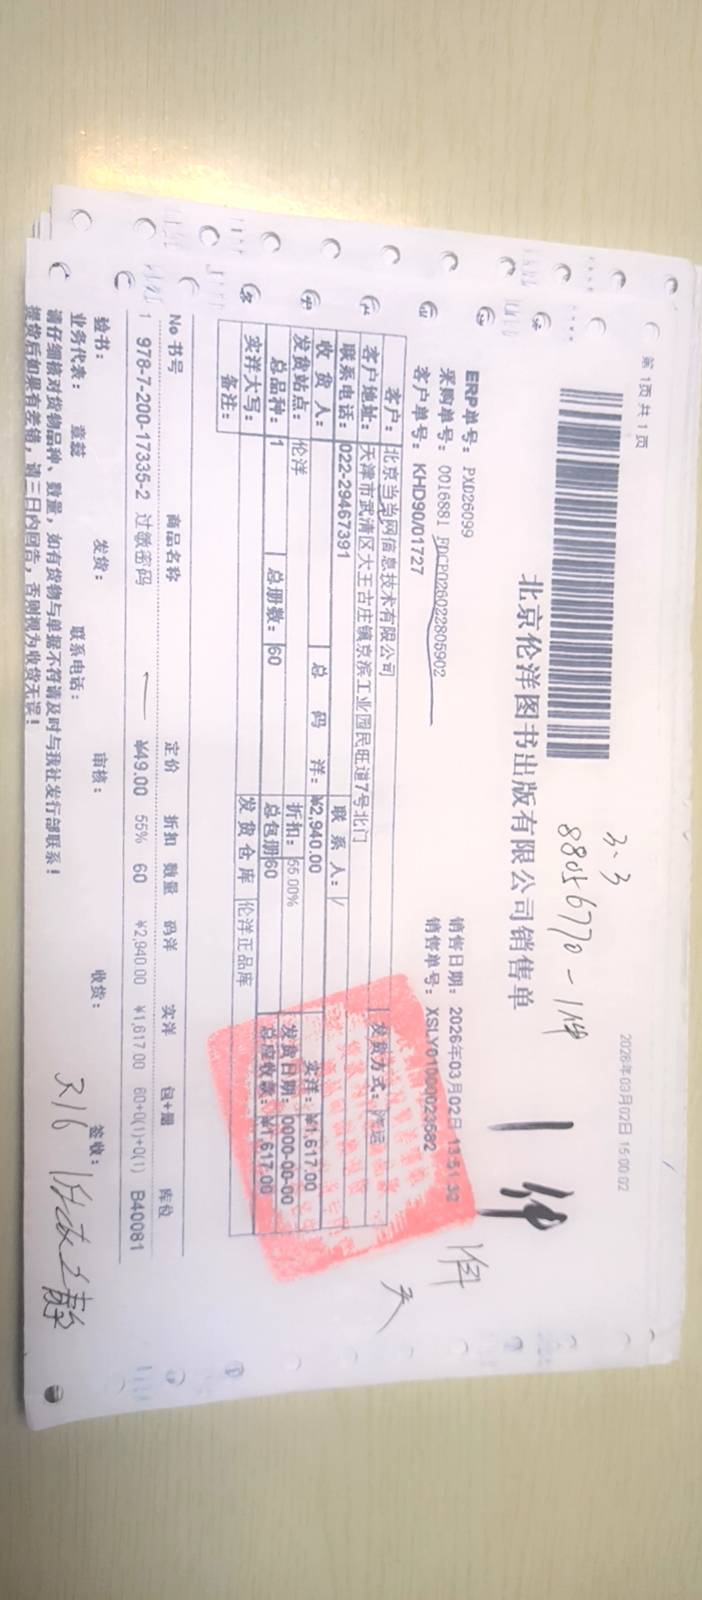 第 1页 共 1 页
2026年03月02日 15:00:02
3、3
88056770-1件
北京伦洋图书出版有限公司销售单
1件
ERP单号： PXD26099
采购单号： 0016881 FDCP026022805902
客户单号： KHD90/01727
销售日期： 2026年03月02日 13:51:32
销售单号： XSLY01000023682
1件
客户： 北京当当网信息技术有限公司 发货方式： 汽运
客户地址： 天津市武清区大王古庄镇京滨工业园民旺道7号北门
联系电话： 022-29467391 联 系 人： /
收 货 人： 总 码 洋： ¥2,940.00 实洋： ¥1,617.00
发货站点： 伦洋 折扣： 55.00% 发货日期： 0000-00-00
总品种： 1 总册数： 60 总包册 60 总应收款： ¥1,617.00
实洋大写： 发 货 仓 库 伦洋正品库
备注：
No 书号 商品名称 定价 折扣 数量 码洋 实洋 包+册 库位
1 978-7-200-17335-2 过敏密码 ¥49.00 55% 60 ¥2,940.00 ¥1,617.00 60+0(1)+0(1) B40081
验书： 发货： 审核： 收货： 签收：
业务代表： 联系电话：
请仔细核对货物品种、数量，如有货物与单据不符请及时与我社发行部联系！
提货后如果有差错，请三日内回告，否则视为收货无误！
3.16